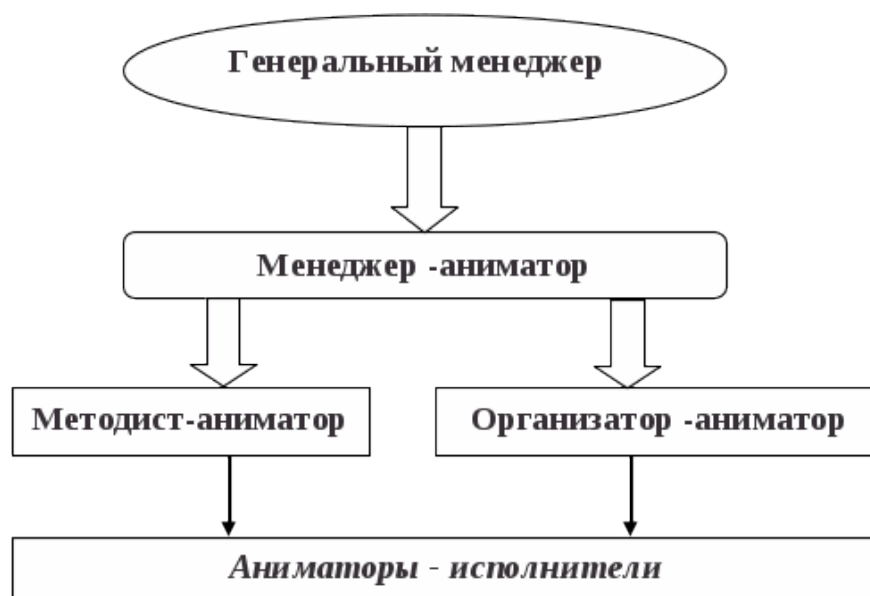 Генеральный менеджер
Менеджер -аниматор
Методист-аниматор
Организатор -аниматор
Аниматоры - исполнители